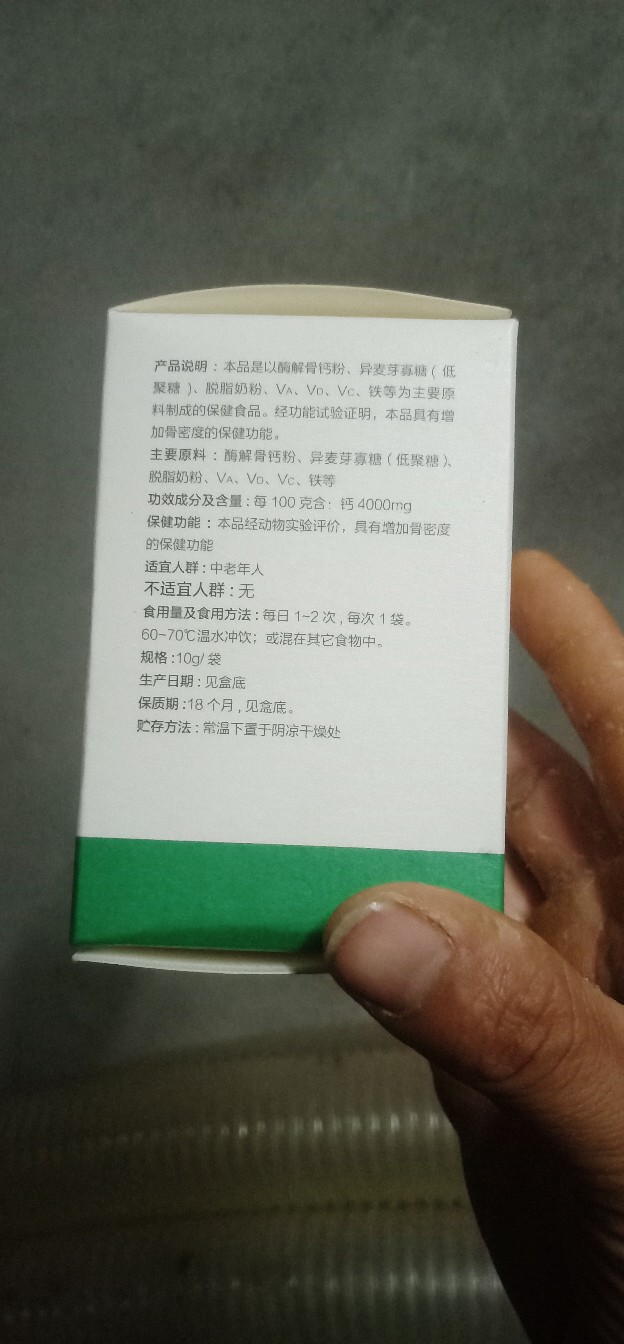 产品说明：本品是以酶解骨钙粉、异麦芽寡糖（低
聚糖）、脱脂奶粉、VA、VD、VC、铁等为主要原
料制成的保健食品。经功能试验证明，本品具有增
加骨密度的保健功能。
主要原料：酶解骨钙粉、异麦芽寡糖（低聚糖）、
脱脂奶粉、VA、VD、VC、铁等
功效成分及含量：每 100 克含：钙 4000mg
保健功能：本品经动物实验评价，具有增加骨密度
的保健功能
适宜人群：中老年人
不适宜人群：无
食用量及食用方法：每日 1~2 次，每次 1 袋。
60~70℃温水冲饮；或混在其它食物中。
规格：10g/ 袋
生产日期：见盒底
保质期：18 个月，见盒底。
贮存方法：常温下置于阴凉干燥处